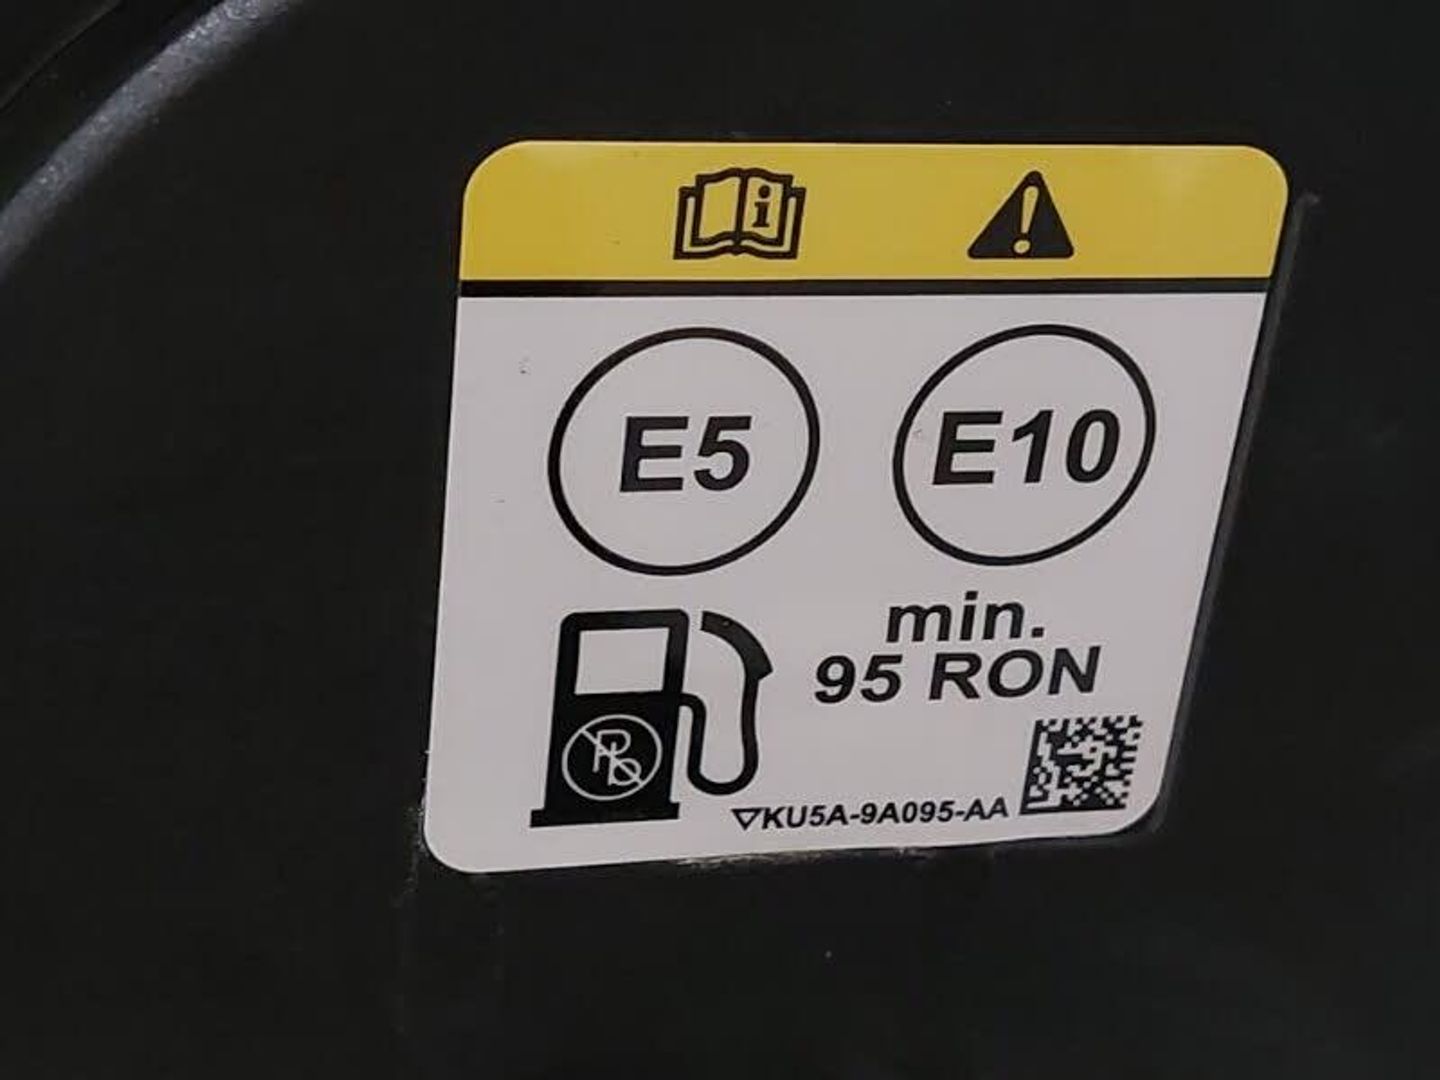 E5 E10
min.
95 RON
Pb
▽KU5A-9A095-AA